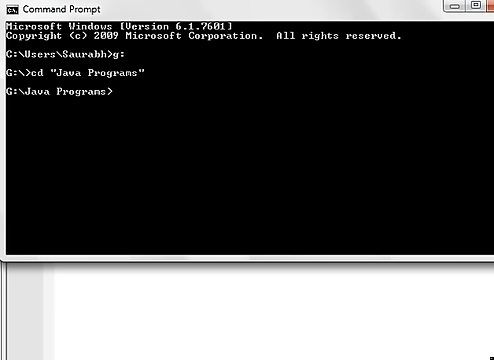 Command Prompt
Microsoft Windows [Version 6.1.7601]
Copyright (c) 2009 Microsoft Corporation.  All rights reserved.
C:\Users\Saurabh>g:
G:\>cd "Java Programs"
G:\Java Programs>